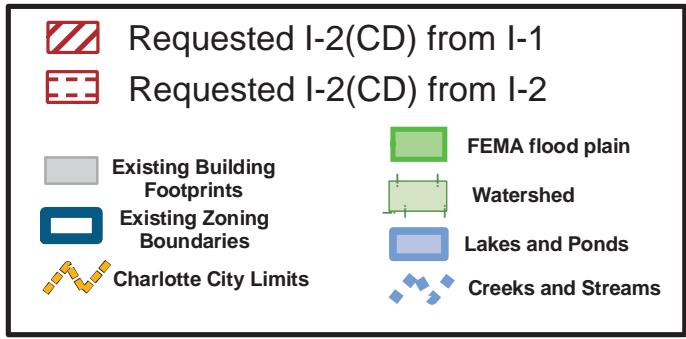 Requested I-2(CD) from I-1
Requested I-2(CD) from I-2
Existing Building
Footprints
Existing Zoning
Boundaries
Charlotte City Limits
FEMA flood plain
Watershed
Lakes and Ponds
Creeks and Streams